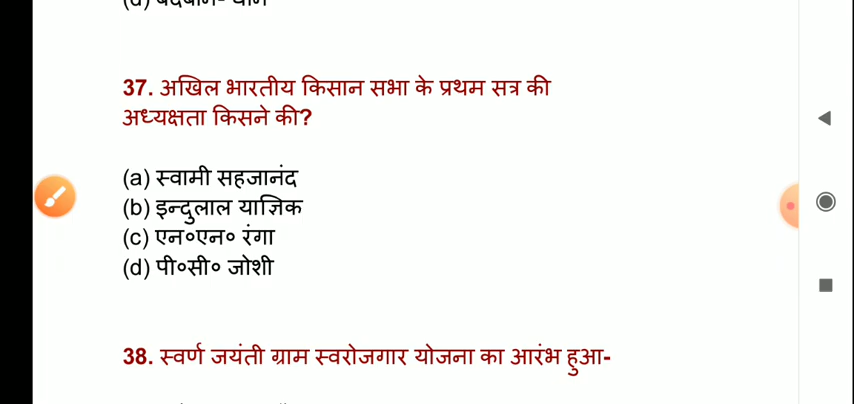 37. अखिल भारतीय किसान सभा के प्रथम सत्र की
अध्यक्षता किसने की?
(a) स्वामी सहजानंद
(b) इन्दुलाल याज्ञिक
(c) एन०एन० रंगा
(d) पी०सी० जोशी
38. स्वर्ण जयंती ग्राम स्वरोजगार योजना का आरंभ हुआ-